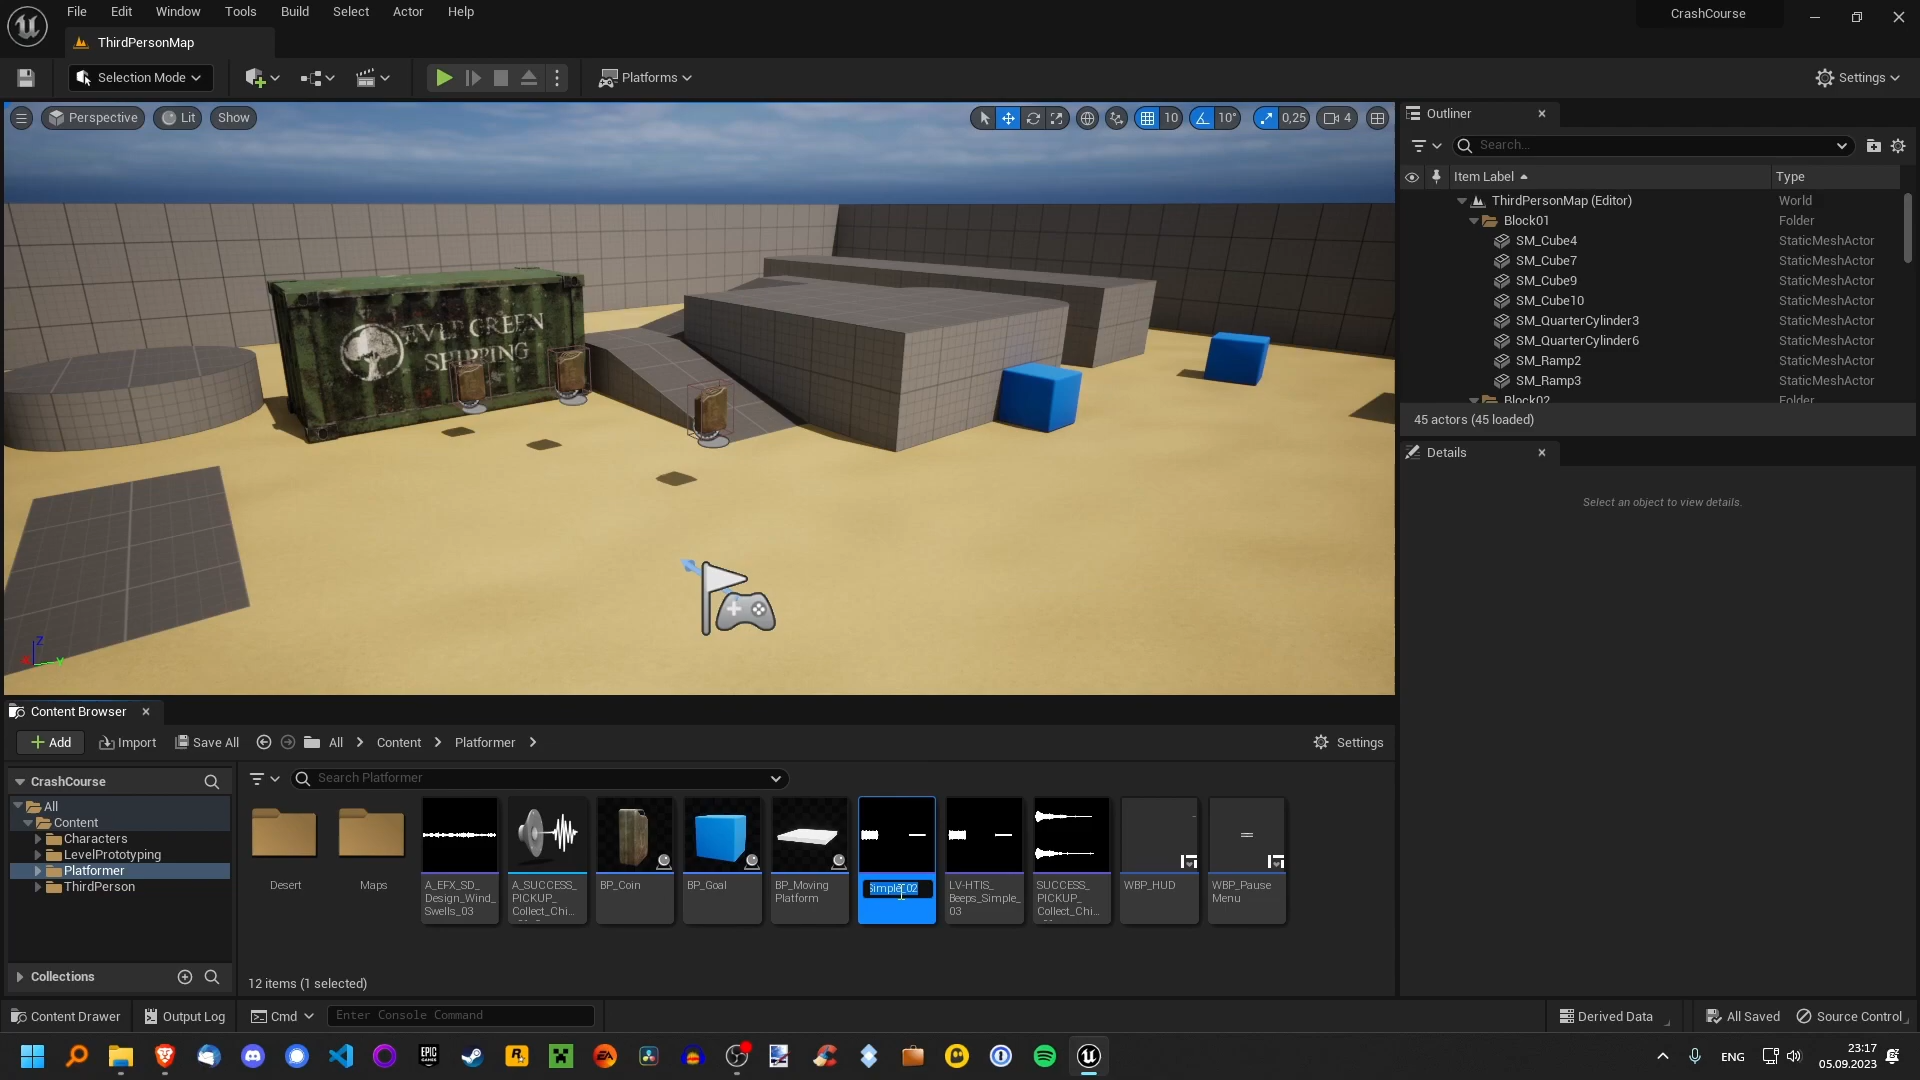 File Edit Window Tools Build Select Actor Help
CrashCourse
ThirdPersonMap
Selection Mode
Platforms
Settings
Perspective
Lit
Show
10
10°
0,25
4
EVERGREEN
SHIPPING
Outliner
Search...
Item Label
Type
ThirdPersonMap (Editor) World
Block01 Folder
SM_Cube4 StaticMeshActor
SM_Cube7 StaticMeshActor
SM_Cube9 StaticMeshActor
SM_Cube10 StaticMeshActor
SM_QuarterCylinder3 StaticMeshActor
SM_QuarterCylinder6 StaticMeshActor
SM_Ramp2 StaticMeshActor
SM_Ramp3 StaticMeshActor
Block02 Folder
45 actors (45 loaded)
Details
Select an object to view details.
Z
Y
Content Browser
Add
Import
Save All
All
Content
Platformer
Settings
CrashCourse
All
Content
Characters
LevelPrototyping
Platformer
ThirdPerson
Collections
Search Platformer
Desert
Maps
A_EFX_SD_
Design_Wind_
Swells_03
A_SUCCESS_
PICKUP_
Collect_Chi...
BP_Coin
BP_Goal
BP_Moving
Platform
Simple_02
LV-HTIS_
Beeps_Simple_
03
SUCCESS_
PICKUP_
Collect_Chi...
WBP_HUD
WBP_Pause
Menu
12 items (1 selected)
Content Drawer
Output Log
Cmd
Enter Console Command
Derived Data
All Saved
Source Control
EPIC
GAMES
R
EA
ENG
23:17
05.09.2023